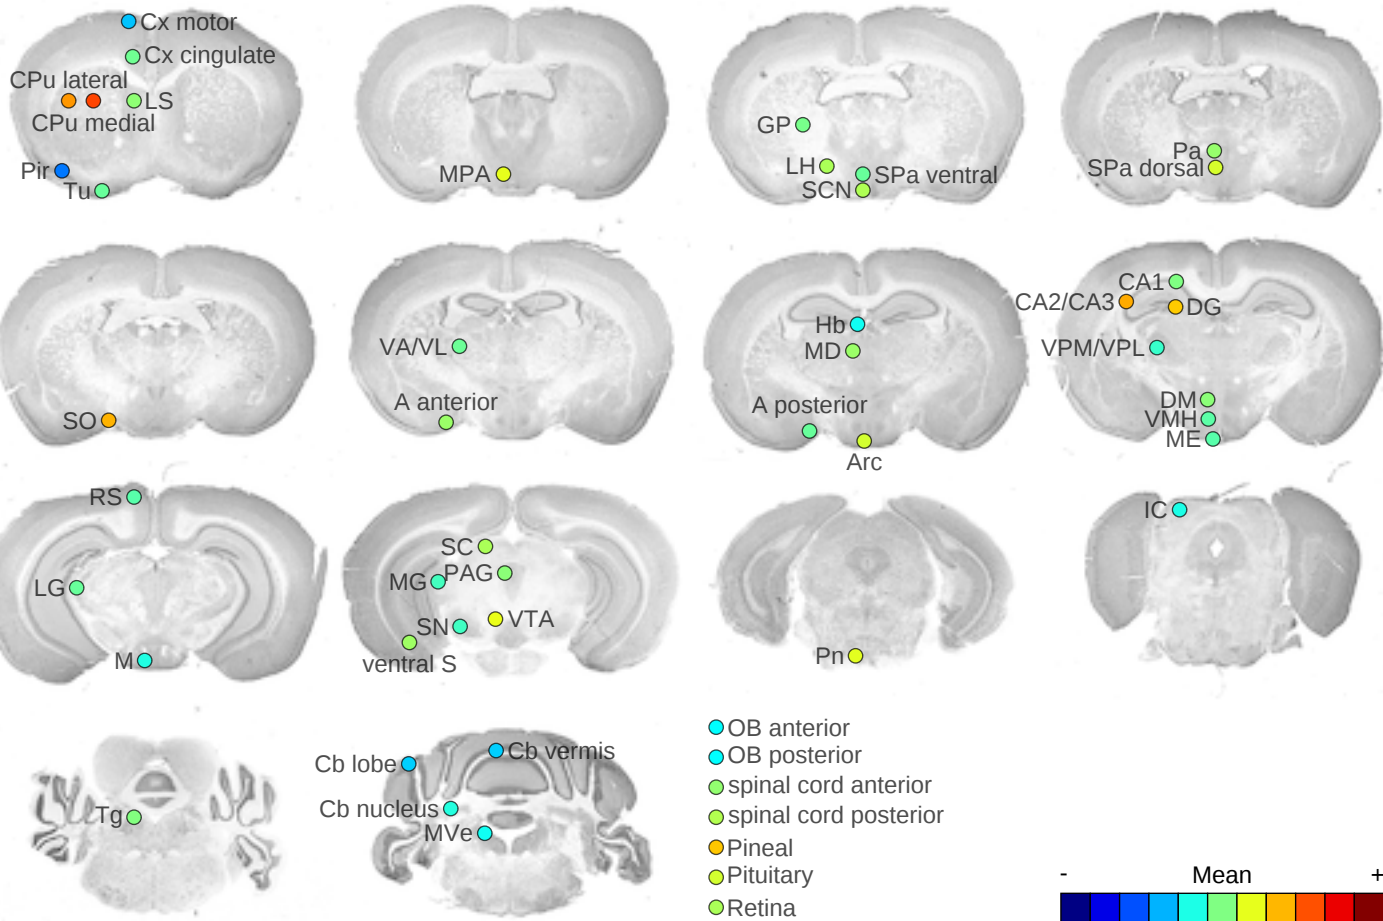 Cx motor
Cx cingulate
CPu lateral
LS
CPu medial
Pir
Tu
MPA
GP
LH
SPa ventral
SCN
Pa
SPa dorsal
SO
VA/VL
A anterior
Hb
MD
A posterior
Arc
CA1
CA2/CA3
DG
VPM/VPL
DM
VMH
ME
RS
LG
M
SC
MG
PAG
SN
VTA
ventral S
Pn
IC
Tg
Cb lobe
Cb vermis
Cb nucleus
MVe
OB anterior
OB posterior
spinal cord anterior
spinal cord posterior
Pineal
Pituitary
Retina
- Mean +